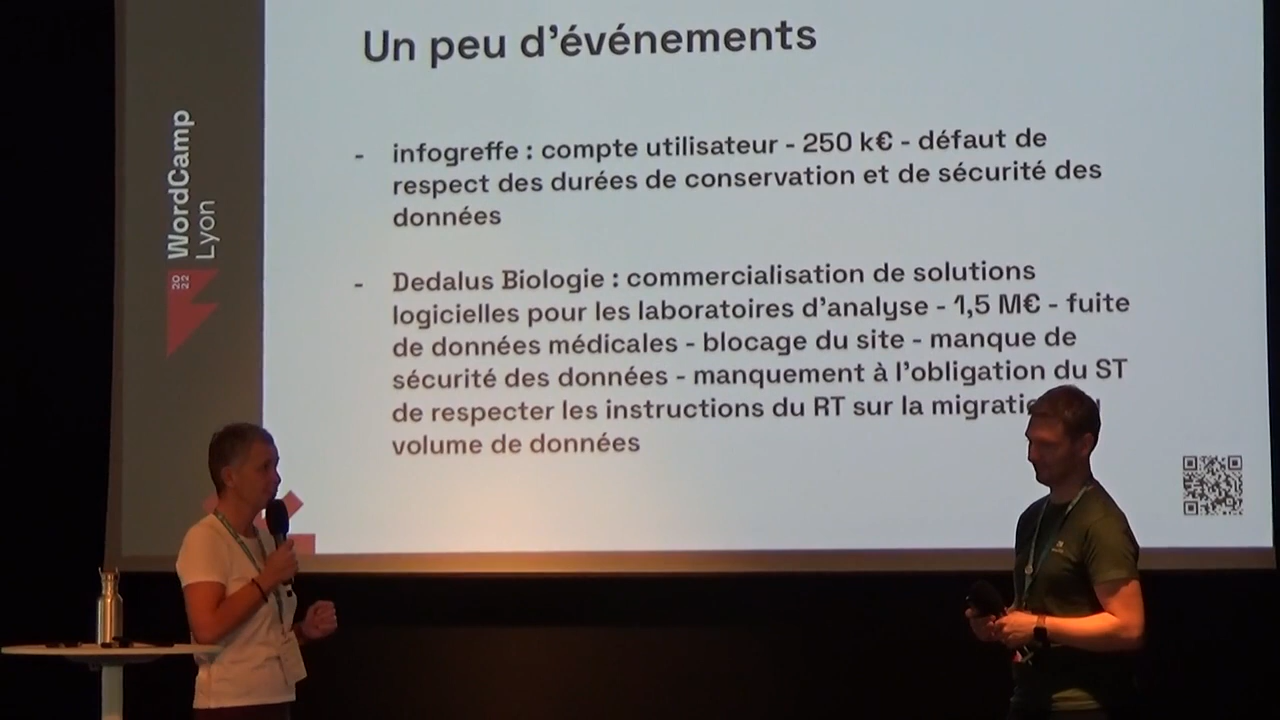 Un peu d'événements
- infogreffe : compte utilisateur - 250 k€ - défaut de
respect des durées de conservation et de sécurité des
données
- Dedalus Biologie : commercialisation de solutions
logicielles pour les laboratoires d'analyse - 1,5 M€ - fuite
de données médicales - blocage du site - manque de
sécurité des données - manquement à l'obligation du ST
de respecter les instructions du RT sur la
volume de données
WordCamp
Lyon
20
22